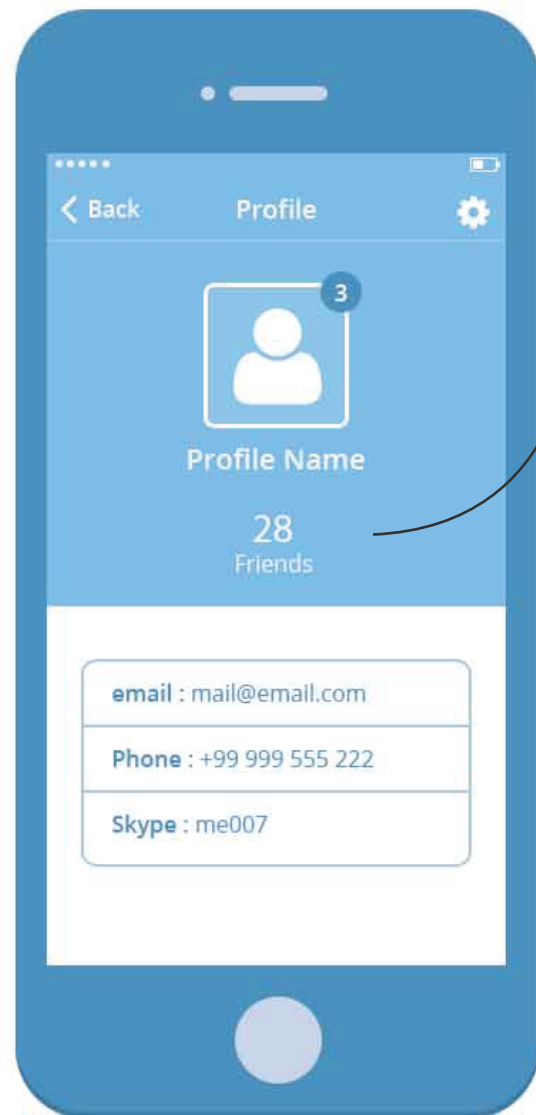 Back
Profile
3
Profile Name
28
Friends
email : mail@email.com
Phone : +99 999 555 222
Skype : me007